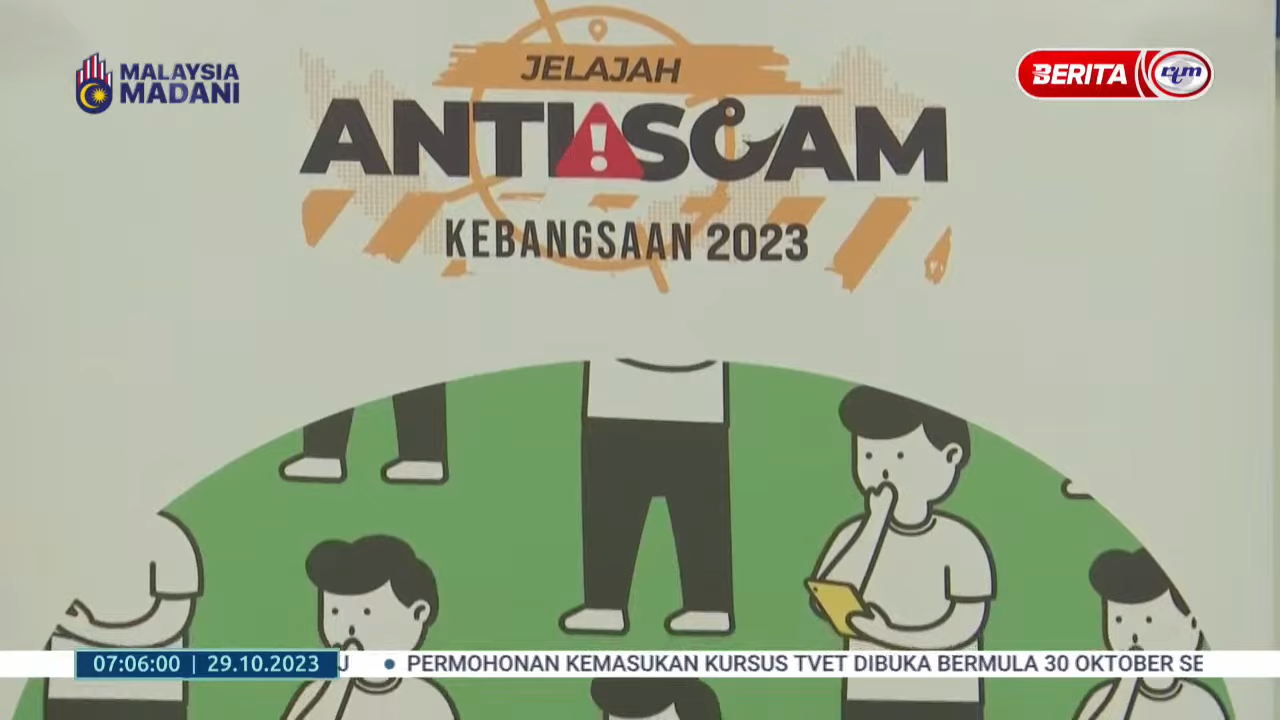 MALAYSIA
MADANI
BERITA rtm
JELAJAH
ANTI SCAM
KEBANGSAAN 2023
07:06:00 | 29.10.2023
J • PERMOHONAN KEMASUKAN KURSUS TVET DIBUKA BERMULA 30 OKTOBER SE